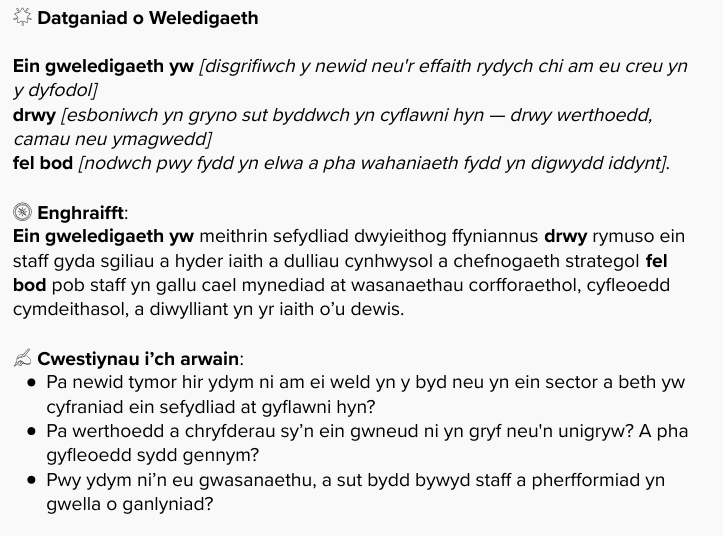 Datganiad o Weledigaeth
Ein gweledigaeth yw [disgrifiwch y newid neu'r effaith rydych chi am eu creu yn
y dyfodol]
drwy [esboniwch yn gryno sut byddwch yn cyflawni hyn — drwy werthoedd,
camau neu ymagwedd]
fel bod [nodwch pwy fydd yn elwa a pha wahaniaeth fydd yn digwydd iddynt].
Enghraifft:
Ein gweledigaeth yw meithrin sefydliad dwyieithog ffyniannus drwy rymuso ein
staff gyda sgiliau a hyder iaith a dulliau cynhwysol a chefnogaeth strategol fel
bod pob staff yn gallu cael mynediad at wasanaethau corfforaethol, cyfleoedd
cymdeithasol, a diwylliant yn yr iaith o’u dewis.
Cwestiynau i’ch arwain:
● Pa newid tymor hir ydym ni am ei weld yn y byd neu yn ein sector a beth yw
cyfraniad ein sefydliad at gyflawni hyn?
● Pa werthoedd a chryfderau sy’n ein gwneud ni yn gryf neu'n unigryw? A pha
gyfleoedd sydd gennym?
● Pwy ydym ni’n eu gwasanaethu, a sut bydd bywyd staff a pherfformiad yn
gwella o ganlyniad?